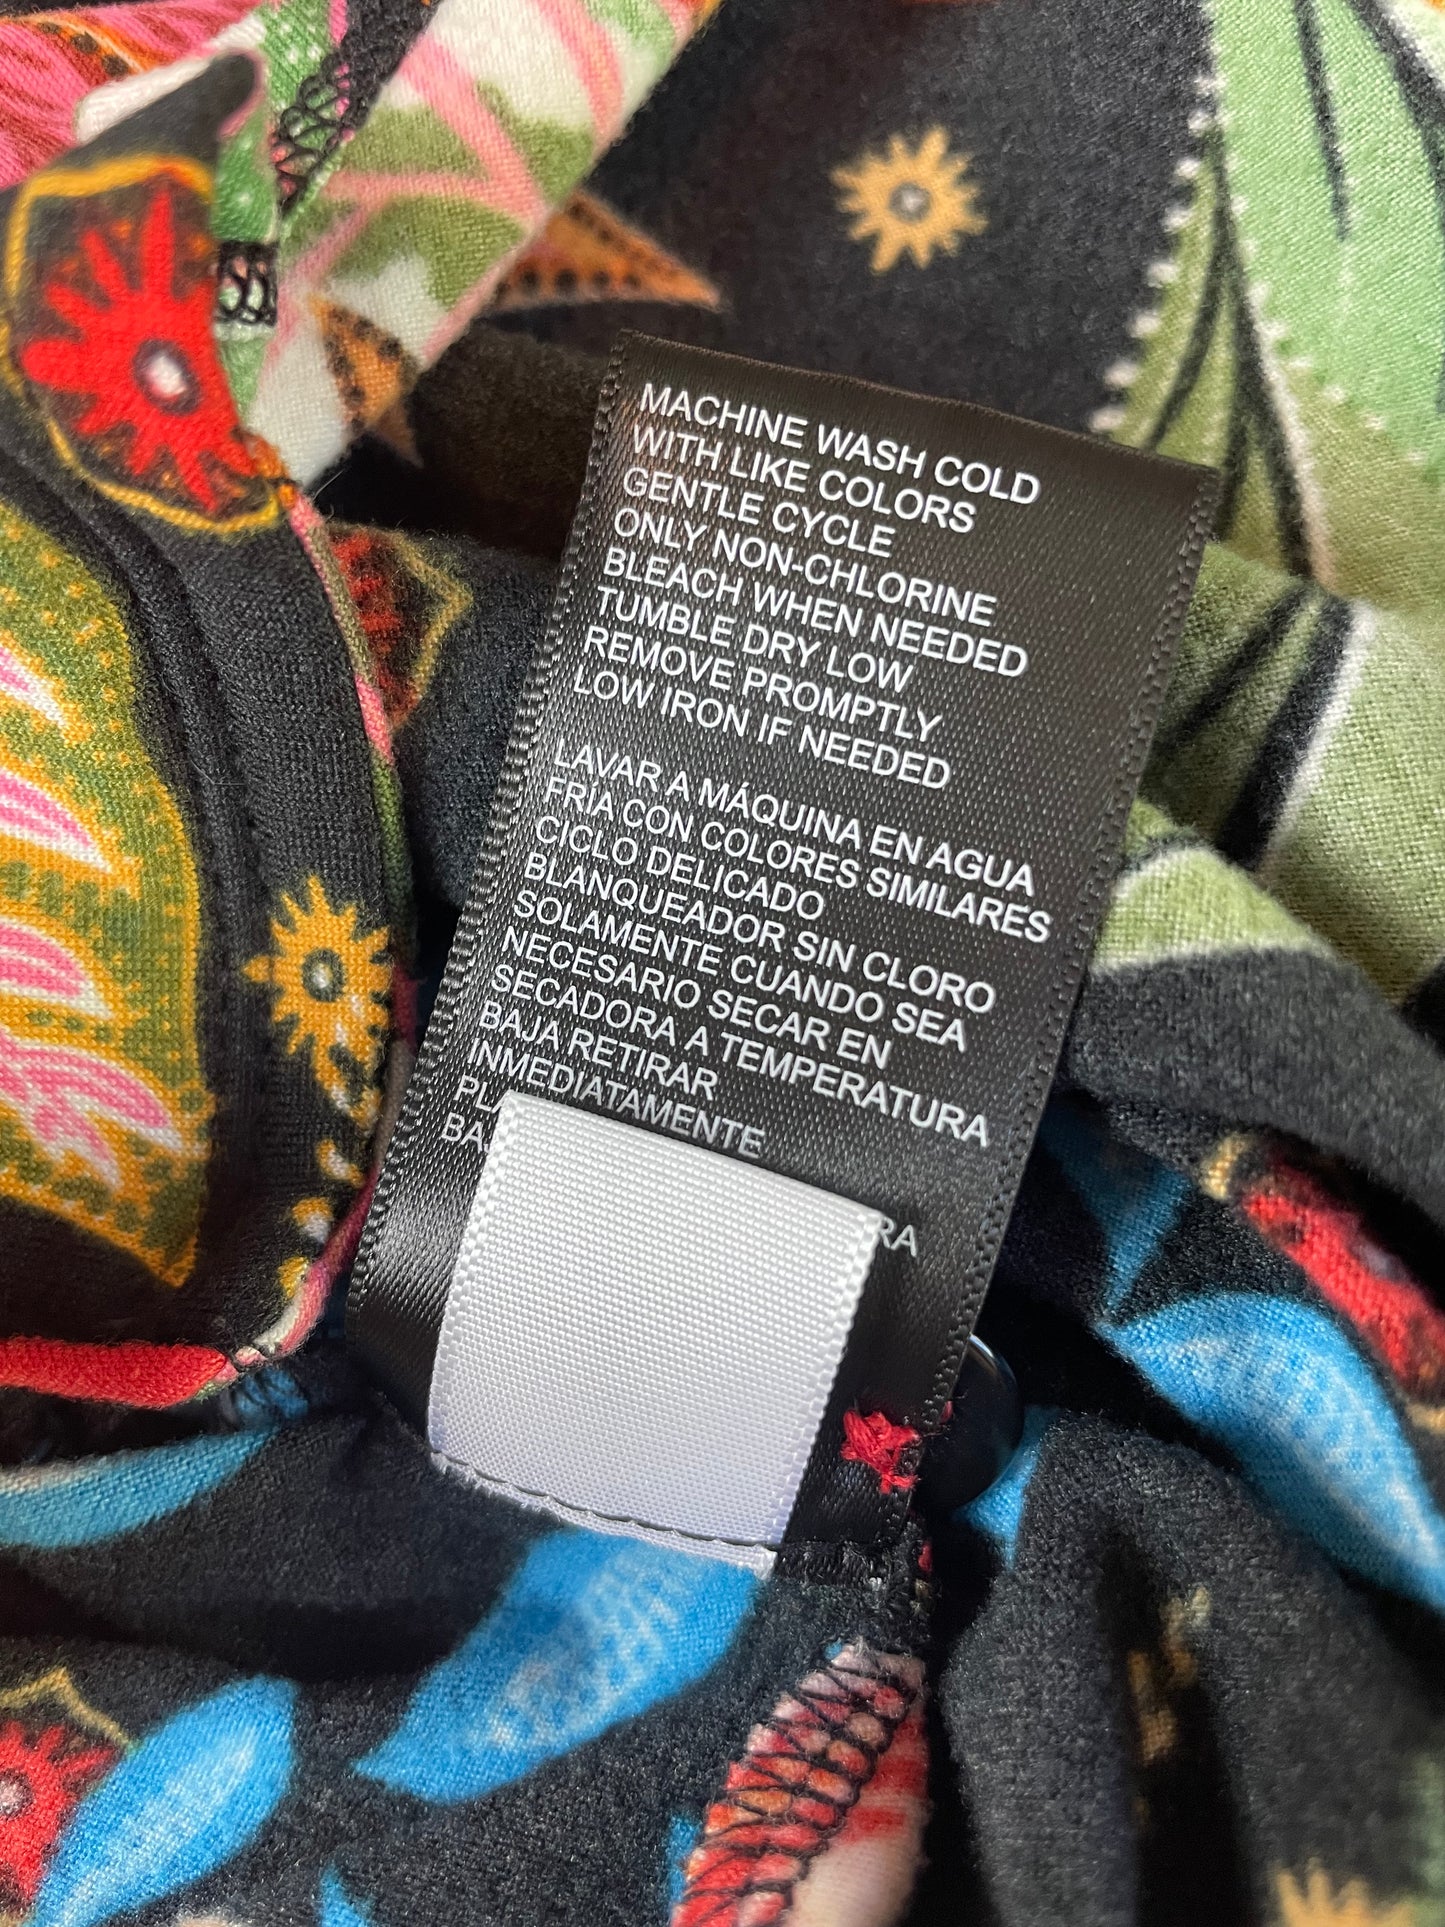 MACHINE WASH COLD
WITH LIKE COLORS
GENTLE CYCLE
ONLY NON-CHLORINE
BLEACH WHEN NEEDED
TUMBLE DRY LOW
REMOVE PROMPTLY
LOW IRON IF NEEDED
LAVAR A MÁQUINA EN AGUA
FRÍA CON COLORES SIMILARES
CICLO DELICADO
BLANQUEADOR SIN CLORO
SOLAMENTE CUANDO SEA
NECESARIO SECAR EN
SECADORA A TEMPERATURA
BAJA RETIRAR
INMEDIATAMENTE